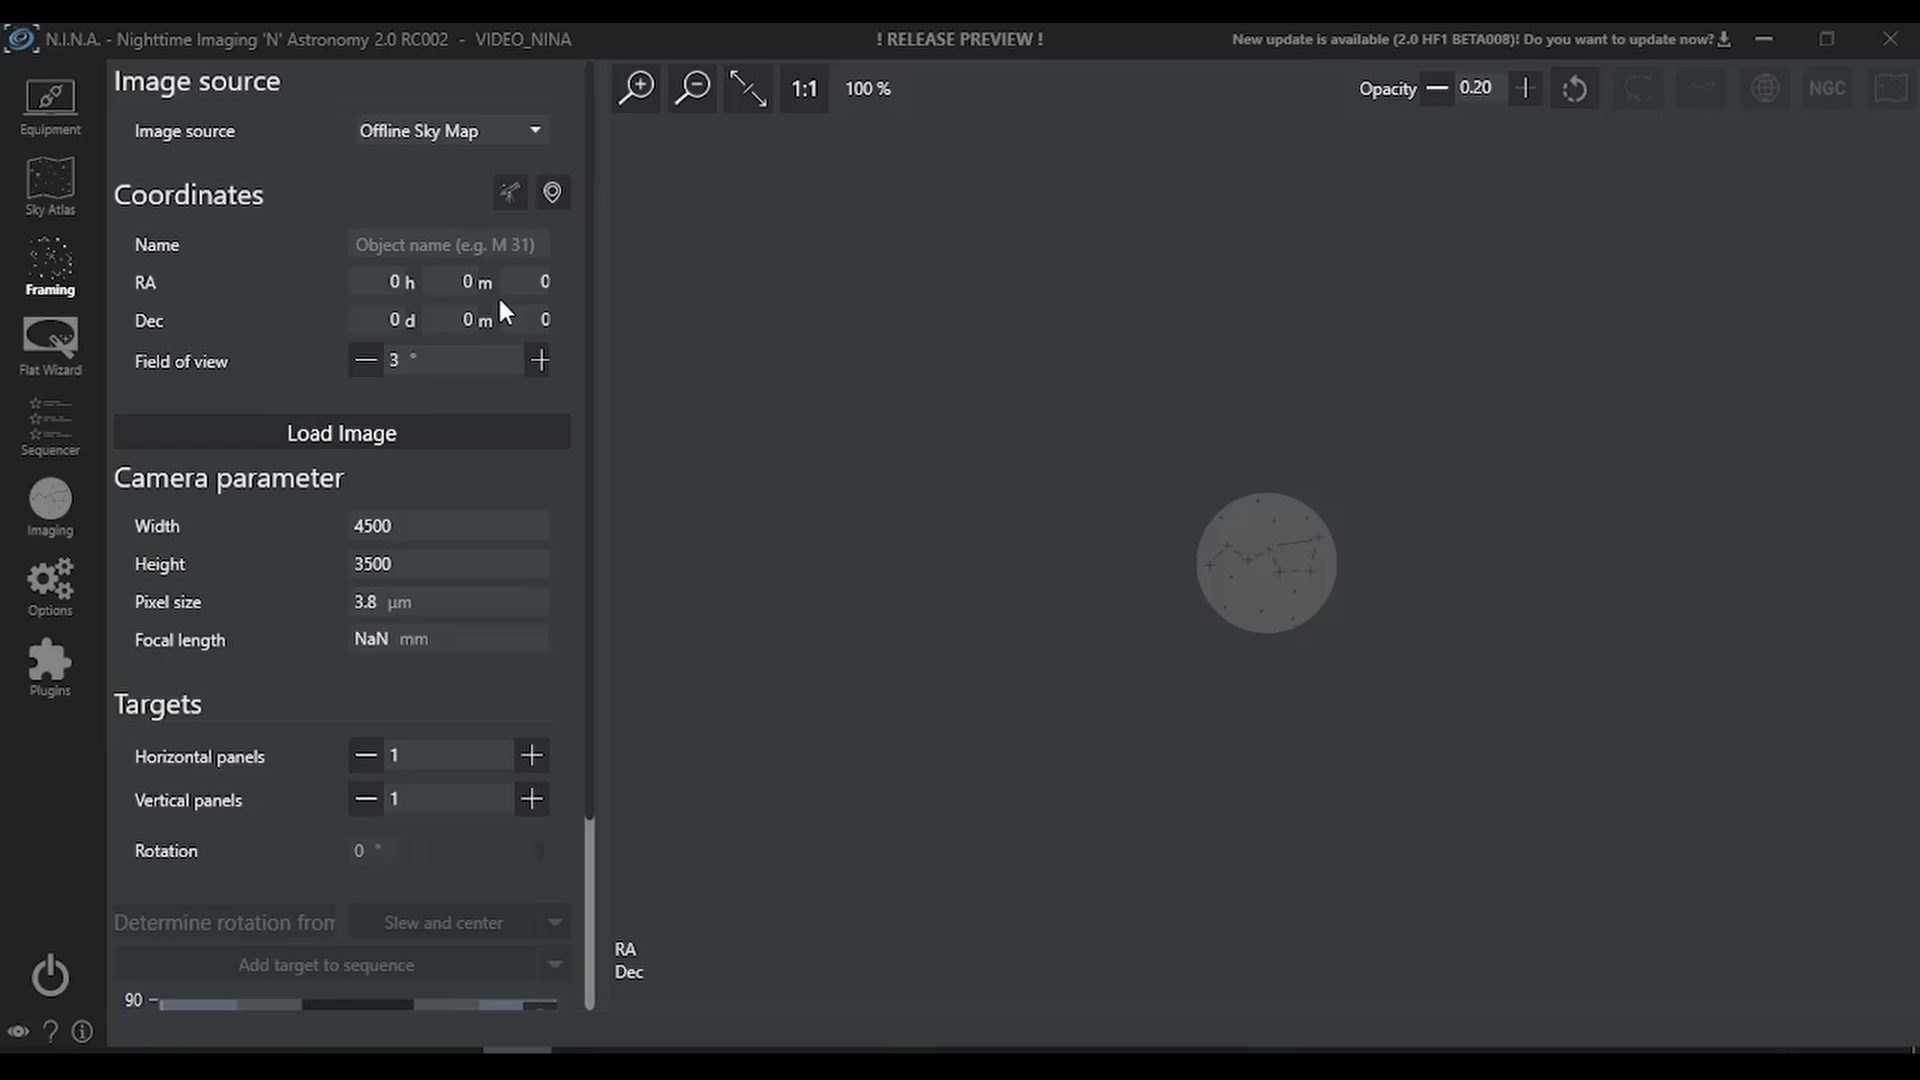 N.I.N.A. - Nighttime Imaging 'N' Astronomy 2.0 RC002 - VIDEO_NINA
! RELEASE PREVIEW !
New update is available (2.0 HF1 BETA008)! Do you want to update now?
Equipment
Sky Atlas
Framing
Flat Wizard
Sequencer
Imaging
Options
Plugins
Image source
Image source Offline Sky Map
Coordinates
Name Object name (e.g. M 31)
RA 0 h 0 m 0
Dec 0 d 0 m 0
Field of view 3 °
Load Image
Camera parameter
Width 4500
Height 3500
Pixel size 3.8 µm
Focal length NaN mm
Targets
Horizontal panels 1
Vertical panels 1
Rotation 0 °
Determine rotation from Slew and center
Add target to sequence
90
1:1 100 %
Opacity 0.20
NGC
RA
Dec